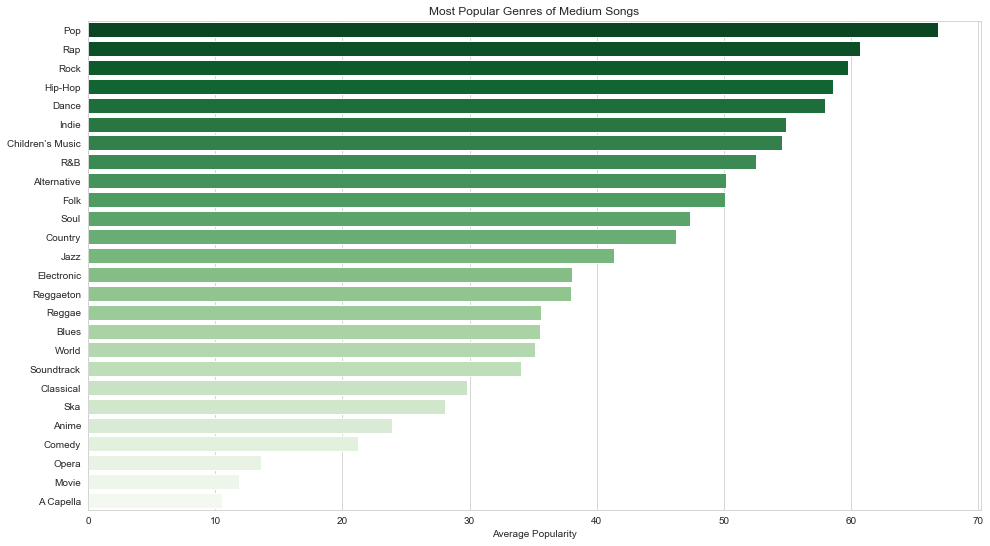 Most Popular Genres of Medium Songs
Pop
Rap
Rock
Hip-Hop
Dance
Indie
Children's Music
R&B
Alternative
Folk
Soul
Country
Jazz
Electronic
Reggaeton
Reggae
Blues
World
Soundtrack
Classical
Ska
Anime
Comedy
Opera
Movie
A Capella
0 10 20 30 40 50 60 70
Average Popularity